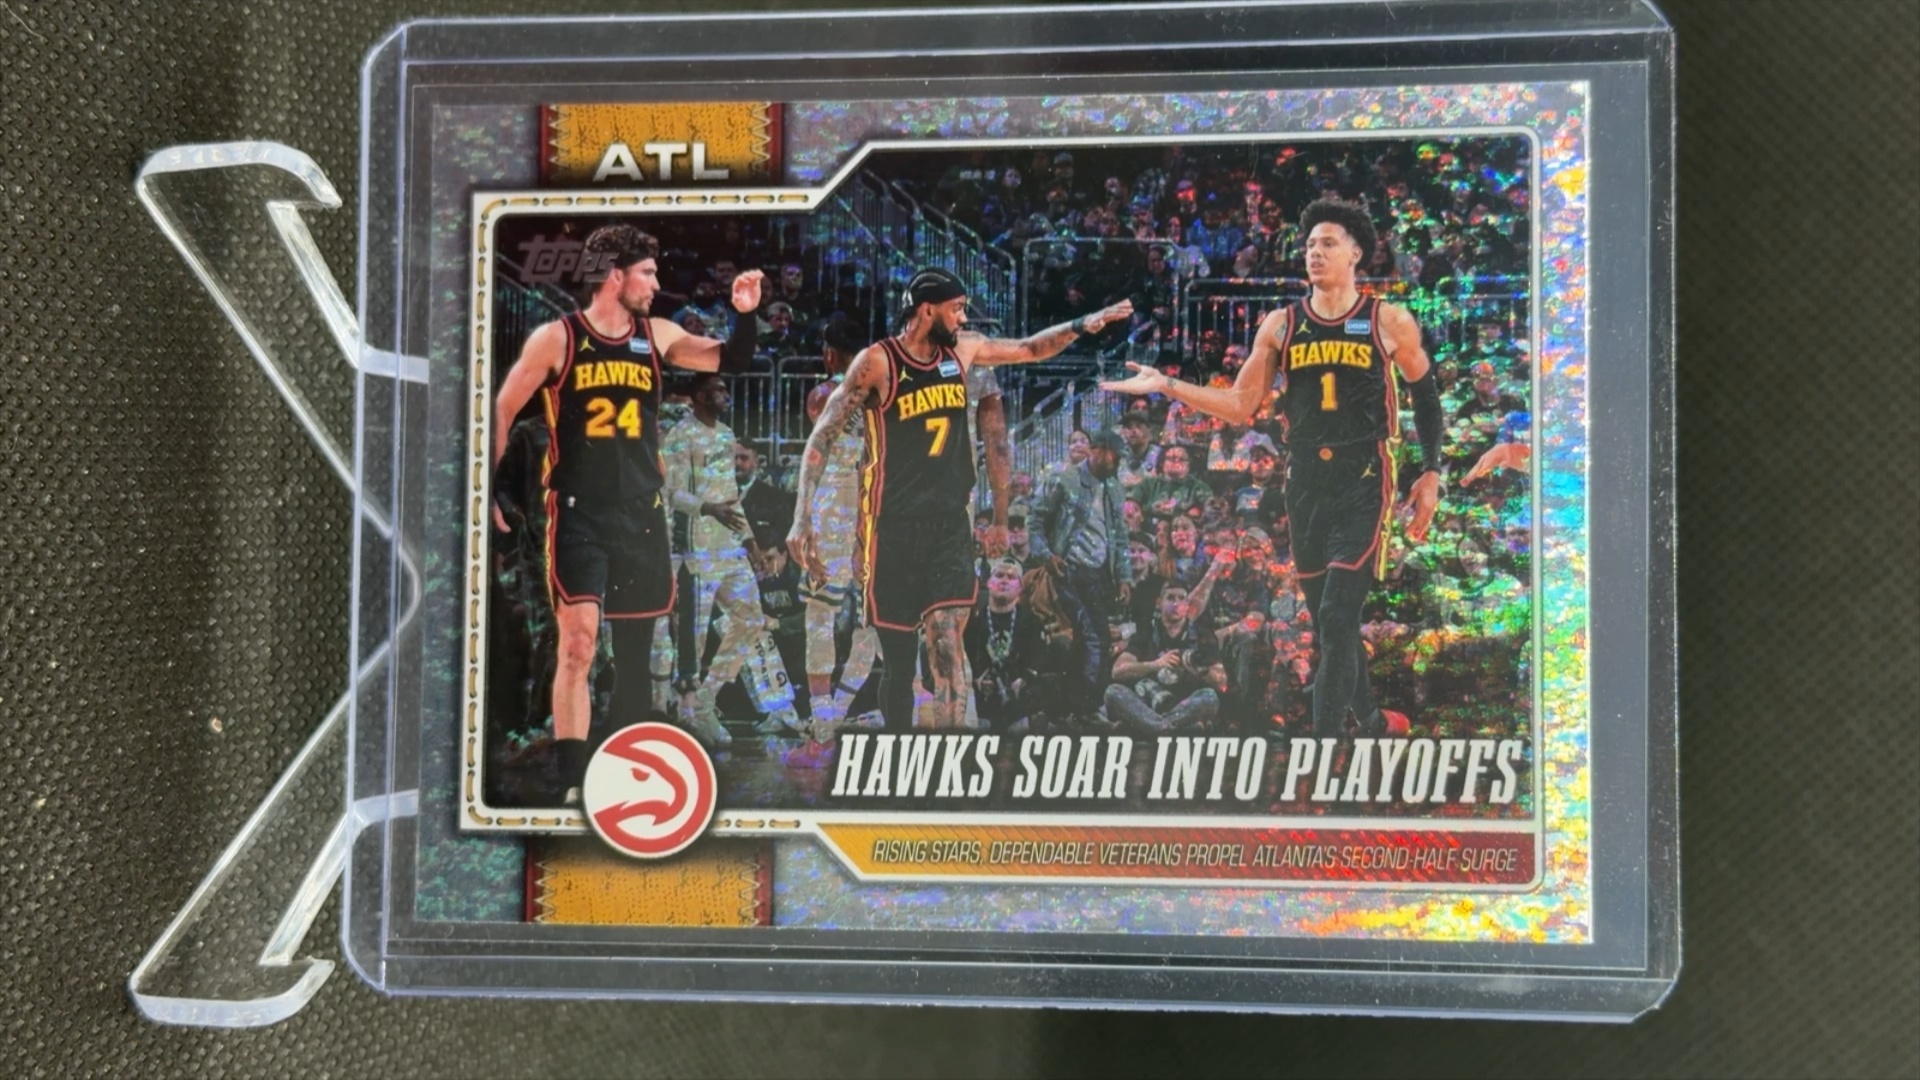 ATL
Topps
HAWKS
24
HAWKS
7
HAWKS
1
HAWKS SOAR INTO PLAYOFFS
RISING STARS, DEPENDABLE VETERANS PROPEL ATLANTA'S SECOND-HALF SURGE